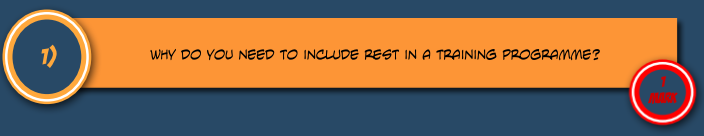 1)
WHY DO YOU NEED TO INCLUDE REST IN A TRAINING PROGRAMME?
1
MARK